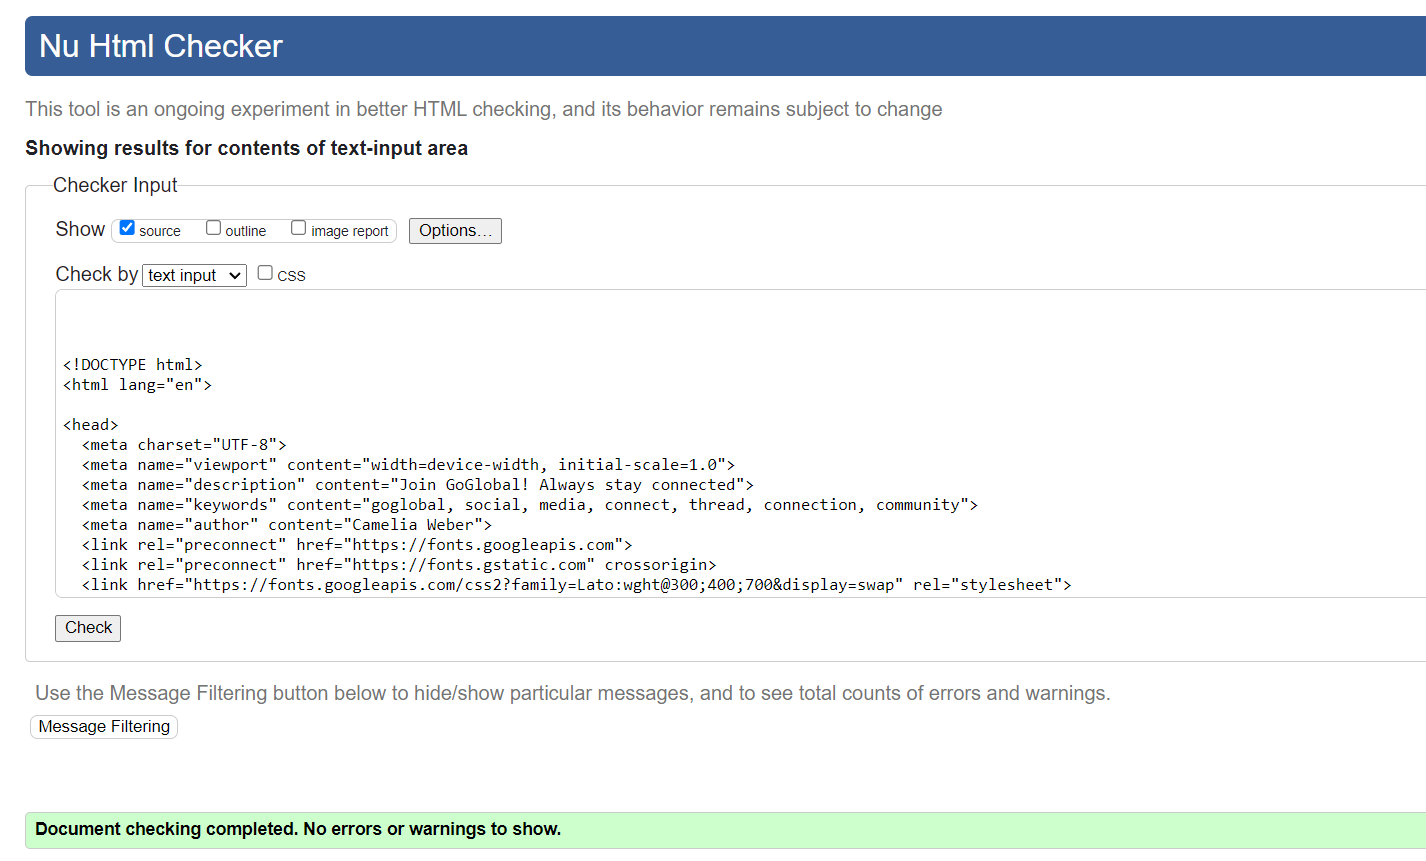 Nu Html Checker
This tool is an ongoing experiment in better HTML checking, and its behavior remains subject to change
Showing results for contents of text-input area
Checker Input
Show source outline image report Options...
Check by text input CSS
<!DOCTYPE html>
<html lang="en">
<head>
<meta charset="UTF-8">
<meta name="viewport" content="width=device-width, initial-scale=1.0">
<meta name="description" content="Join GoGlobal! Always stay connected">
<meta name="keywords" content="goglobal, social, media, connect, thread, connection, community">
<meta name="author" content="Camelia Weber">
<link rel="preconnect" href="https://fonts.googleapis.com">
<link rel="preconnect" href="https://fonts.gstatic.com" crossorigin>
<link href="https://fonts.googleapis.com/css2?family=Lato:wght@300;400;700&display=swap" rel="stylesheet">
Check
Use the Message Filtering button below to hide/show particular messages, and to see total counts of errors and warnings.
Message Filtering
Document checking completed. No errors or warnings to show.